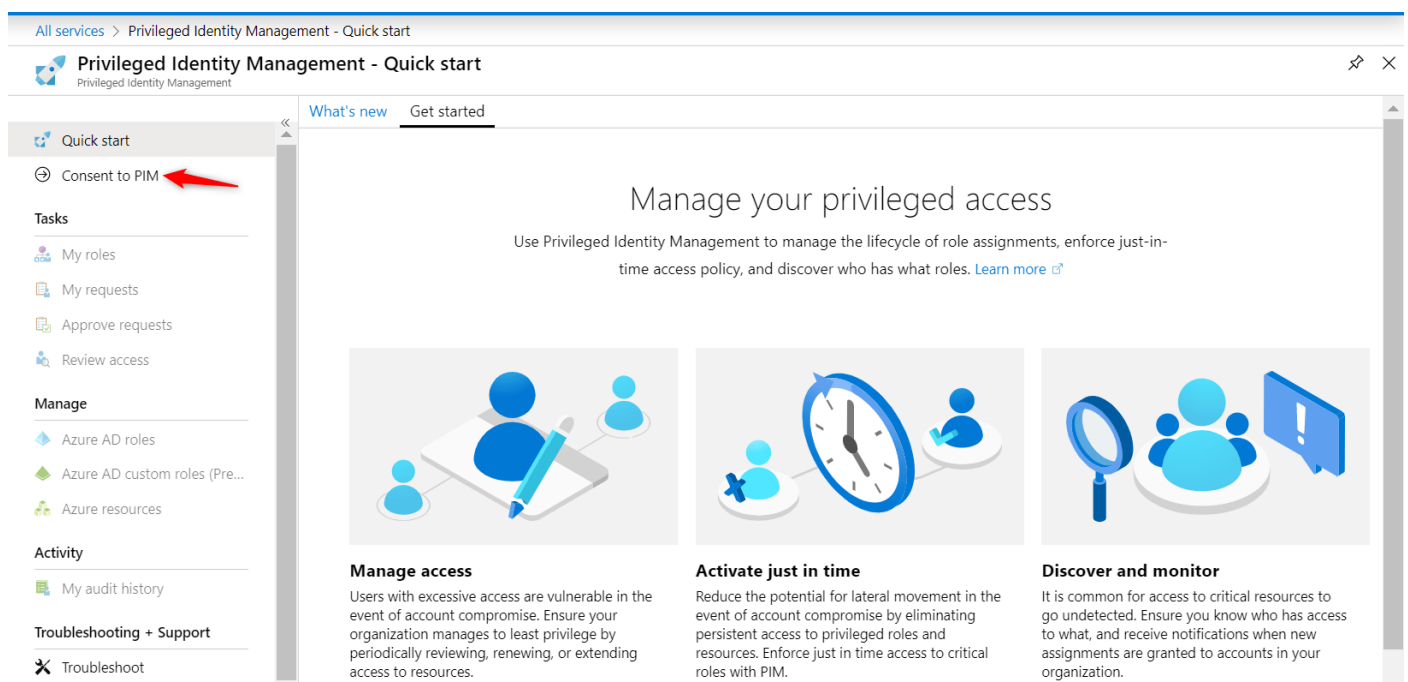 All services > Privileged Identity Management - Quick start
Privileged Identity Management - Quick start
Privileged Identity Management
«
Quick start
Consent to PIM
Tasks
My roles
My requests
Approve requests
Review access
Manage
Azure AD roles
Azure AD custom roles (Pre...
Azure resources
Activity
My audit history
Troubleshooting + Support
Troubleshoot
What's new Get started
Manage your privileged access
Use Privileged Identity Management to manage the lifecycle of role assignments, enforce just-in-
time access policy, and discover who has what roles. Learn more
Manage access
Users with excessive access are vulnerable in the
event of account compromise. Ensure your
organization manages to least privilege by
periodically reviewing, renewing, or extending
access to resources.
Activate just in time
Reduce the potential for lateral movement in the
event of account compromise by eliminating
persistent access to privileged roles and
resources. Enforce just in time access to critical
roles with PIM.
Discover and monitor
It is common for access to critical resources to
go undetected. Ensure you know who has access
to what, and receive notifications when new
assignments are granted to accounts in your
organization.